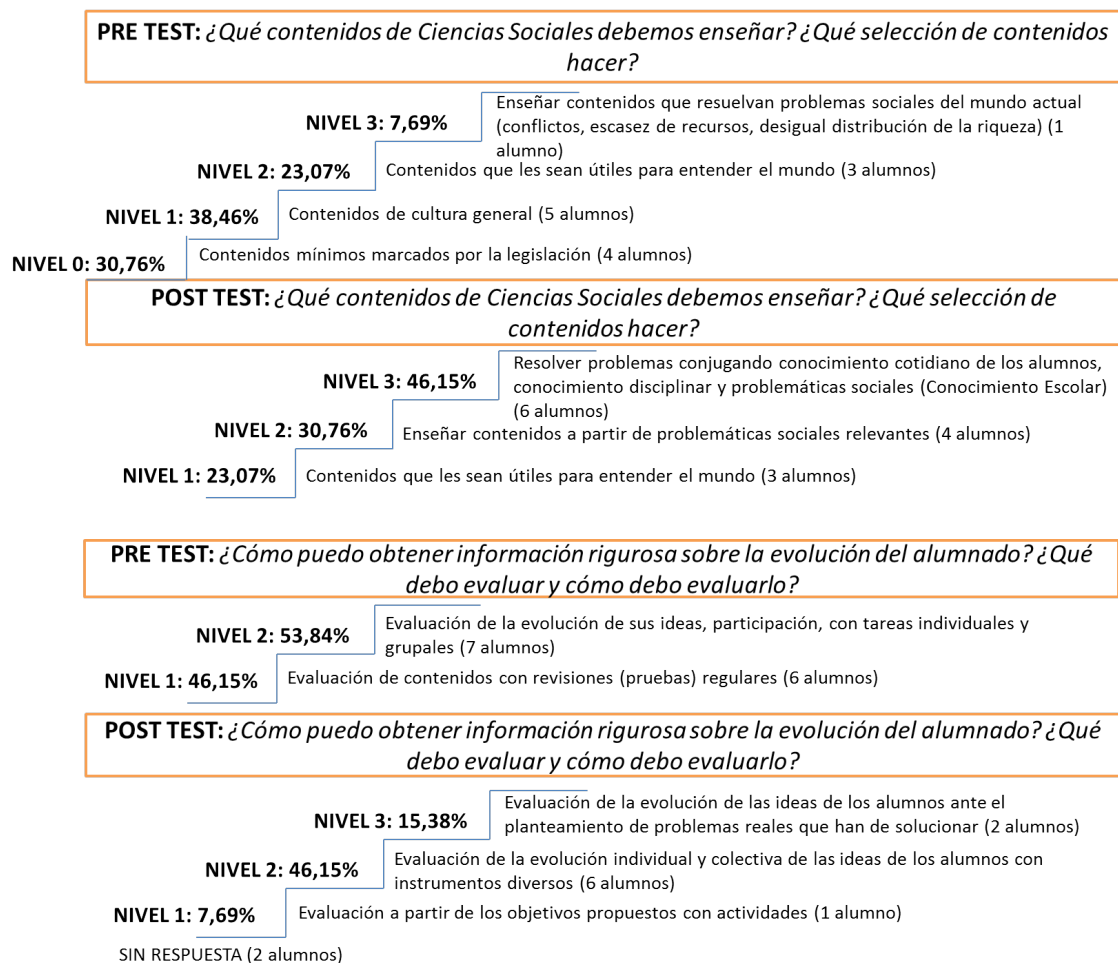 PRE TEST: ¿Qué contenidos de Ciencias Sociales debemos enseñar? ¿Qué selección de contenidos
hacer?
NIVEL 3: 7,69%
Enseñar contenidos que resuelvan problemas sociales del mundo actual
(conflictos, escasez de recursos, desigual distribución de la riqueza) (1
alumno)
NIVEL 2: 23,07%
Contenidos que les sean útiles para entender el mundo (3 alumnos)
NIVEL 1: 38,46%
Contenidos de cultura general (5 alumnos)
NIVEL 0: 30,76%
Contenidos mínimos marcados por la legislación (4 alumnos)
POST TEST: ¿Qué contenidos de Ciencias Sociales debemos enseñar? ¿Qué selección de
contenidos hacer?
NIVEL 3: 46,15%
Resolver problemas conjugando conocimiento cotidiano de los alumnos,
conocimiento disciplinar y problemáticas sociales (Conocimiento Escolar)
(6 alumnos)
NIVEL 2: 30,76%
Enseñar contenidos a partir de problemáticas sociales relevantes (4 alumnos)
NIVEL 1: 23,07%
Contenidos que les sean útiles para entender el mundo (3 alumnos)
PRE TEST: ¿Cómo puedo obtener información rigurosa sobre la evolución del alumnado? ¿Qué
debo evaluar y cómo debo evaluarlo?
NIVEL 2: 53,84%
Evaluación de la evolución de sus ideas, participación, con tareas individuales y
grupales (7 alumnos)
NIVEL 1: 46,15%
Evaluación de contenidos con revisiones (pruebas) regulares (6 alumnos)
POST TEST: ¿Cómo puedo obtener información rigurosa sobre la evolución del alumnado? ¿Qué
debo evaluar y cómo debo evaluarlo?
NIVEL 3: 15,38%
Evaluación de la evolución de las ideas de los alumnos ante el
planteamiento de problemas reales que han de solucionar (2 alumnos)
NIVEL 2: 46,15%
Evaluación de la evolución individual y colectiva de las ideas de los alumnos con
instrumentos diversos (6 alumnos)
NIVEL 1: 7,69%
Evaluación a partir de los objetivos propuestos con actividades (1 alumno)
SIN RESPUESTA (2 alumnos)